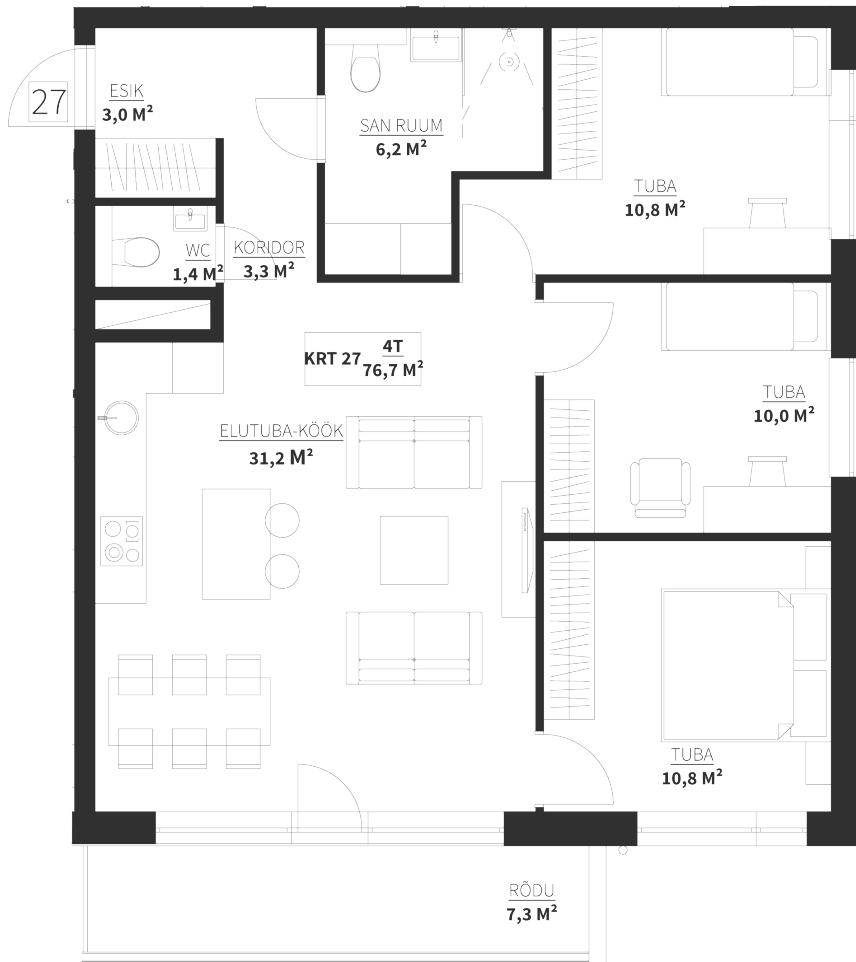 27
ESIK
3,0 M²
SAN RUUM
6,2 M²
TUBA
10,8 M²
WC
1,4 M²
KORIDOR
3,3 M²
KRT 27
4T
76,7 M²
TUBA
10,0 M²
ELUTUBA-KÖÖK
31,2 M²
TUBA
10,8 M²
RÕDU
7,3 M²